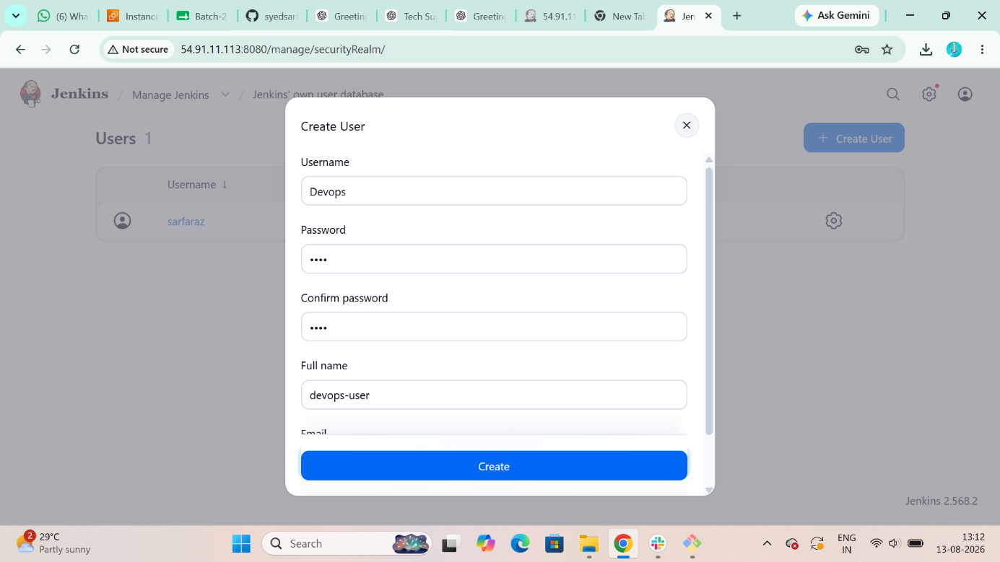 (6) Wha
Instance
Batch-2
syedsar
Greeting
Tech Su
Greeting
54.91.11
New Tab
Jen
Ask Gemini
Not secure
54.91.11.113:8080/manage/securityRealm/
Jenkins / Manage Jenkins / Jenkins' own user database
Create User
Users 1
+ Create User
Username
Username ↓
Devops
sarfaraz
Password
••••
Confirm password
••••
Full name
devops-user
Email
Create
Jenkins 2.568.2
2
29°C
Partly sunny
Search
ENG
IN
13:12
13-08-2026